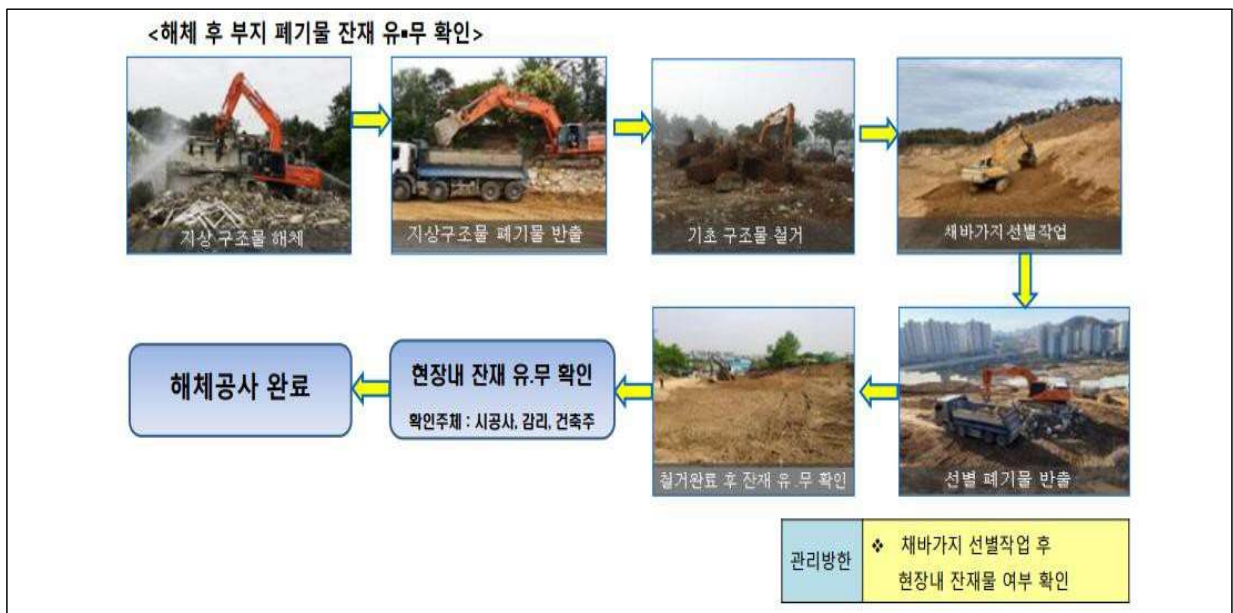 <해체 후 부지 폐기물 잔재 유▪무 확인>
지상 구조물 해체
지상구조물 폐기물 반출
기초 구조물 철거
채바가지 선별작업
선별 폐기물 반출
철거완료 후 잔재 유.무 확인
현장내 잔재 유.무 확인
확인주체 : 시공사, 감리, 건축주
해체공사 완료
관리방한
❖ 채바가지 선별작업 후
현장내 잔재물 여부 확인